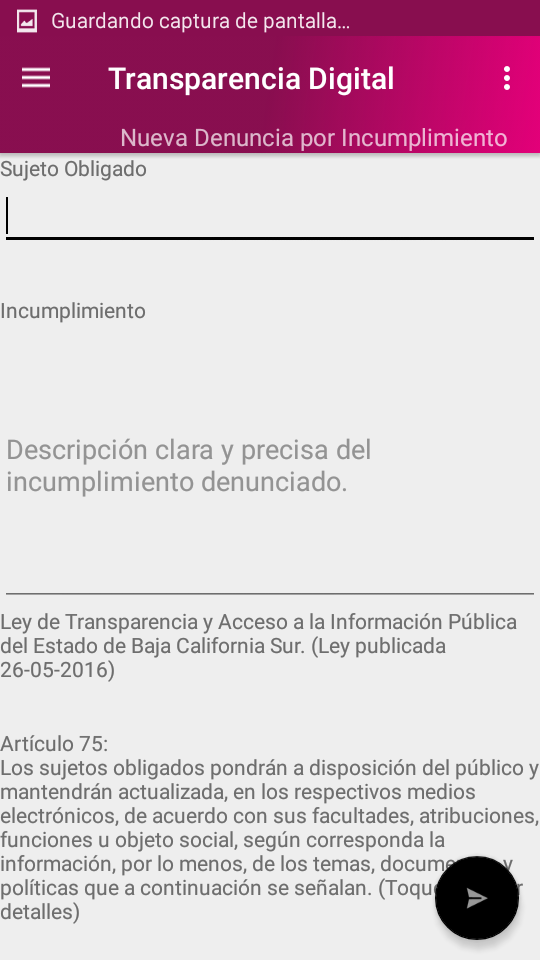 Guardando captura de pantalla...
Transparencia Digital
Nueva Denuncia por Incumplimiento
Sujeto Obligado
Incumplimiento
Descripción clara y precisa del
incumplimiento denunciado.
Ley de Transparencia y Acceso a la Información Pública
del Estado de Baja California Sur. (Ley publicada
26-05-2016)
Artículo 75:
Los sujetos obligados pondrán a disposición del público y
mantendrán actualizada, en los respectivos medios
electrónicos, de acuerdo con sus facultades, atribuciones,
funciones u objeto social, según corresponda la
información, por lo menos, de los temas, y
políticas que a continuación se señalan.
detalles)